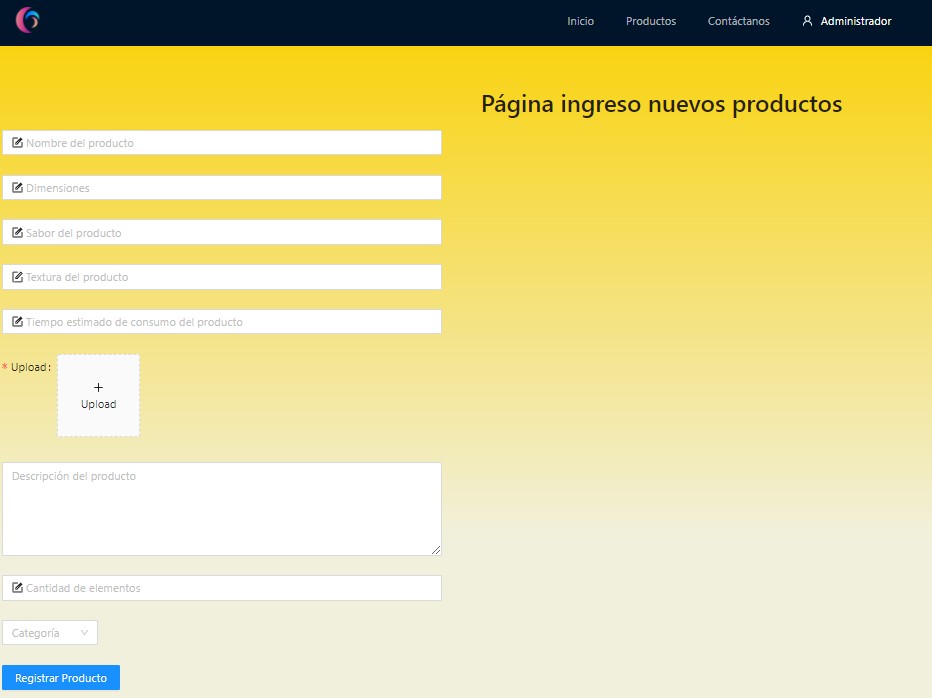 Inicio Productos Contáctanos Administrador
Página ingreso nuevos productos
Nombre del producto
Dimensiones
Sabor del producto
Textura del producto
Tiempo estimado de consumo del producto
* Upload:
+
Upload
Descripción del producto
Cantidad de elementos
Categoría
Registrar Producto